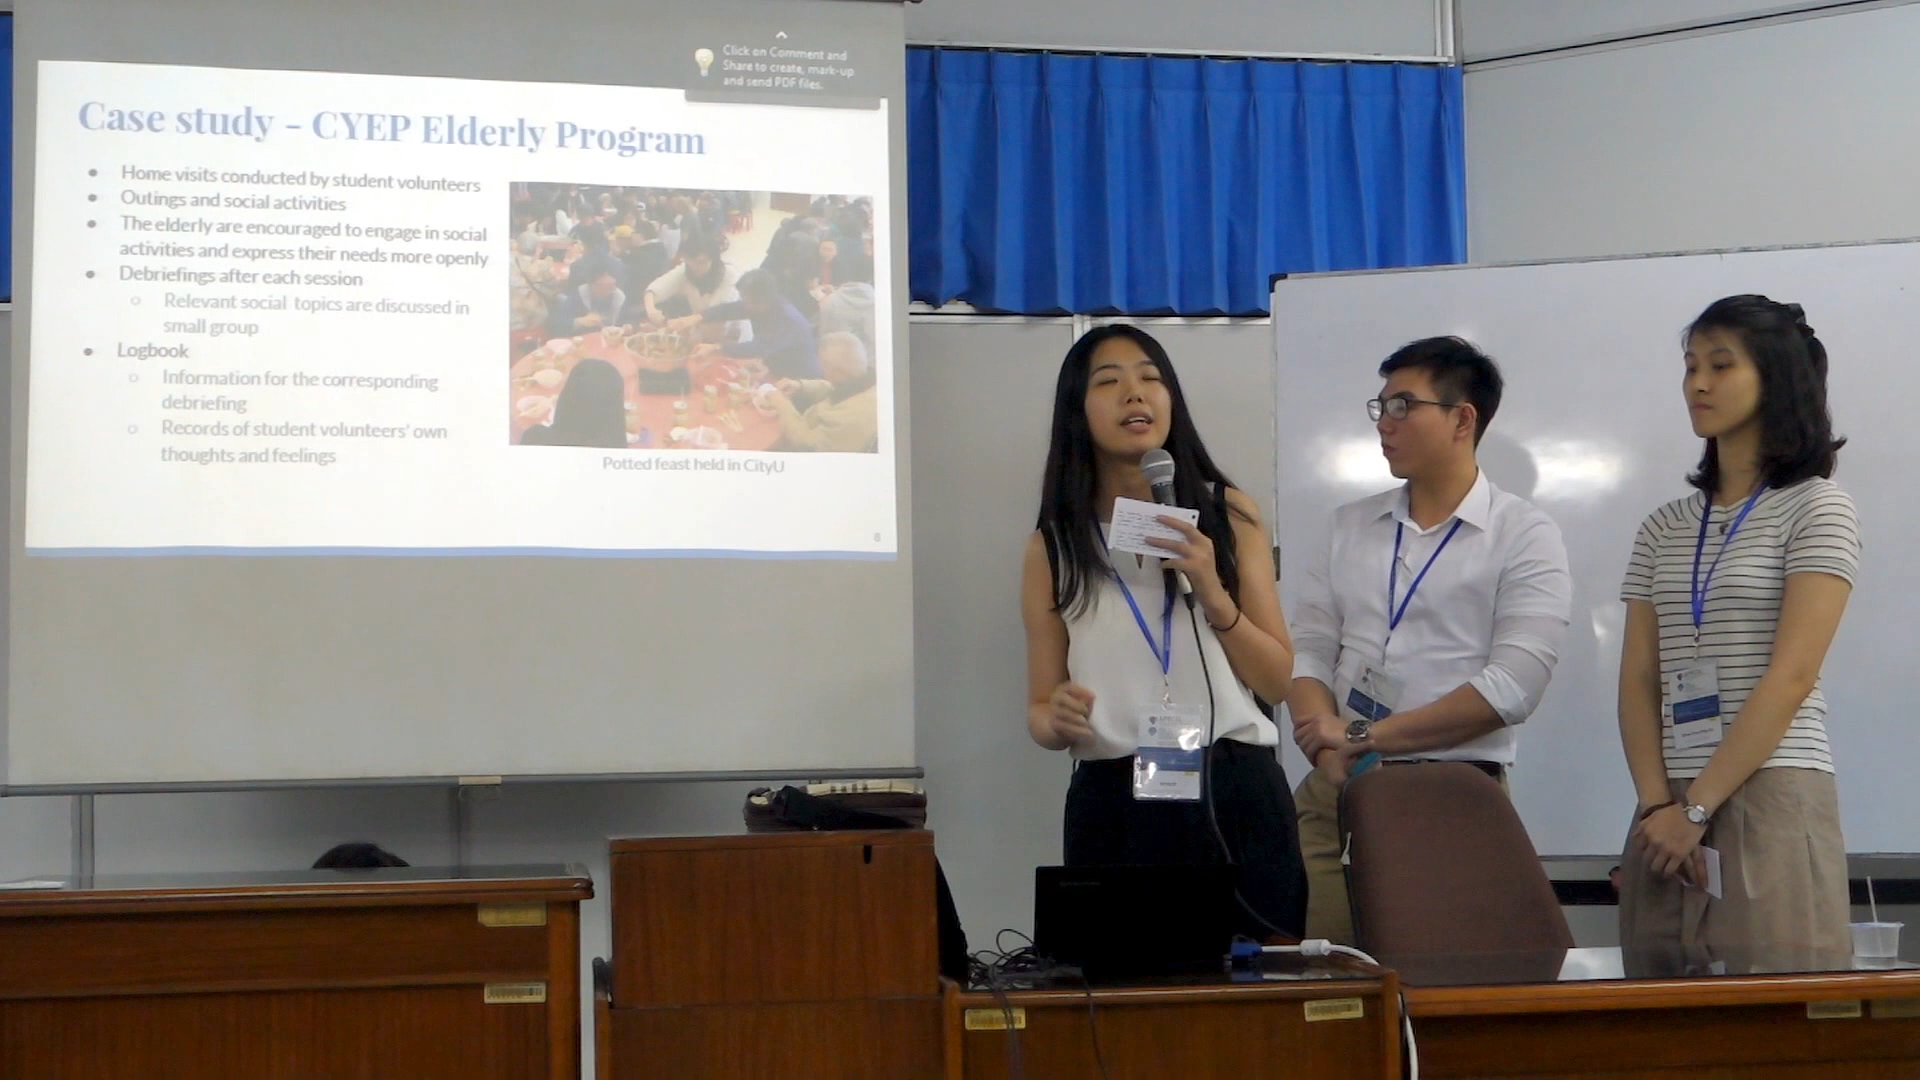 Click on Comment and
Share to create, mark-up
and send PDF files.
Case study - CYEP Elderly Program
● Home visits conducted by student volunteers
● Outings and social activities
● The elderly are encouraged to engage in social
activities and express their needs more openly
● Debriefings after each session
○ Relevant social topics are discussed in
small group
● Logbook
○ Information for the corresponding
debriefing
○ Records of student volunteers' own
thoughts and feelings
Potted feast held in CityU
8